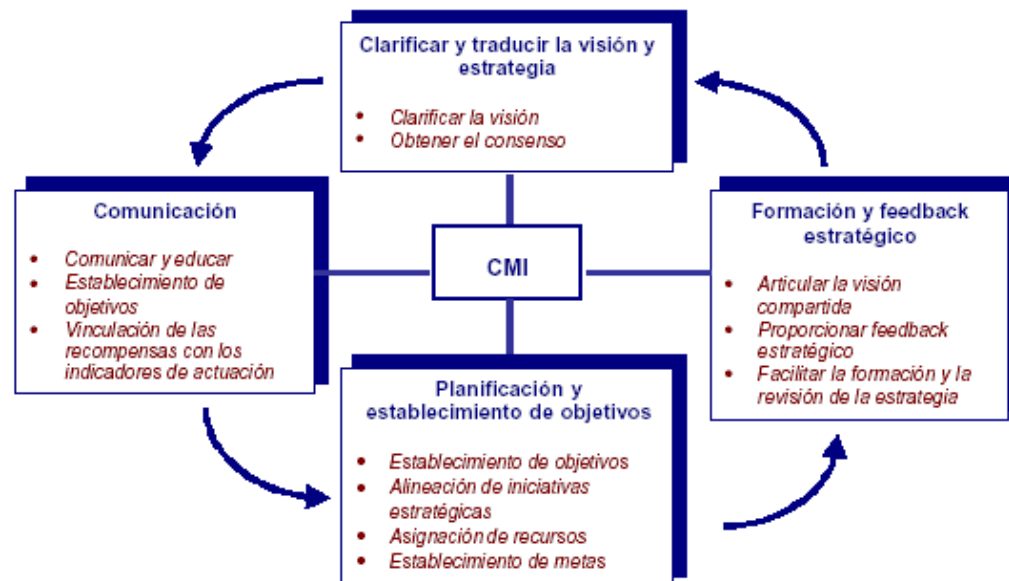 Clarificar y traducir la visión y
estrategia
• Clarificar la visión
• Obtener el consenso
Comunicación
• Comunicar y educar
• Establecimiento de
objetivos
• Vinculación de las
recompensas con los
indicadores de actuación
CMI
Formación y feedback
estratégico
• Articular la visión
compartida
• Proporcionar feedback
estratégico
• Facilitar la formación y la
revisión de la estrategia
Planificación y
establecimiento de objetivos
• Establecimiento de objetivos
• Alineación de iniciativas
estratégicas
• Asignación de recursos
• Establecimiento de metas